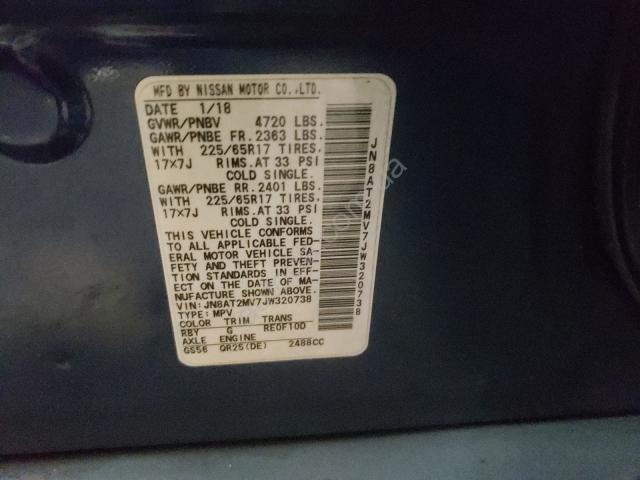 MFD BY NISSAN MOTOR CO.,LTD.
DATE 1/18
GVWR/PNBV 4720 LBS.
GAWR/PNBE FR. 2363 LBS.
WITH 225/65R17 TIRES.
17×7J RIMS.AT 33 PSI
COLD SINGLE.
GAWR/PNBE RR. 2401 LBS.
WITH 225/65R17 TIRES.
17×7J RIMS.AT 33 PSI
COLD SINGLE.
THIS VEHICLE CONFORMS
TO ALL APPLICABLE FED-
ERAL MOTOR VEHICLE SA-
FETY AND THEFT PREVEN-
TION STANDARDS IN EFF-
ECT ON THE DATE OF MA-
NUFACTURE SHOWN ABOVE.
VIN:JN8AT2MV7JW320738
TYPE:MPV
COLOR TRIM TRANS
RBY G RE0F10D
AXLE ENGINE
GS56 QR25(DE) 2488CC
JN8AT2MV7JW320738